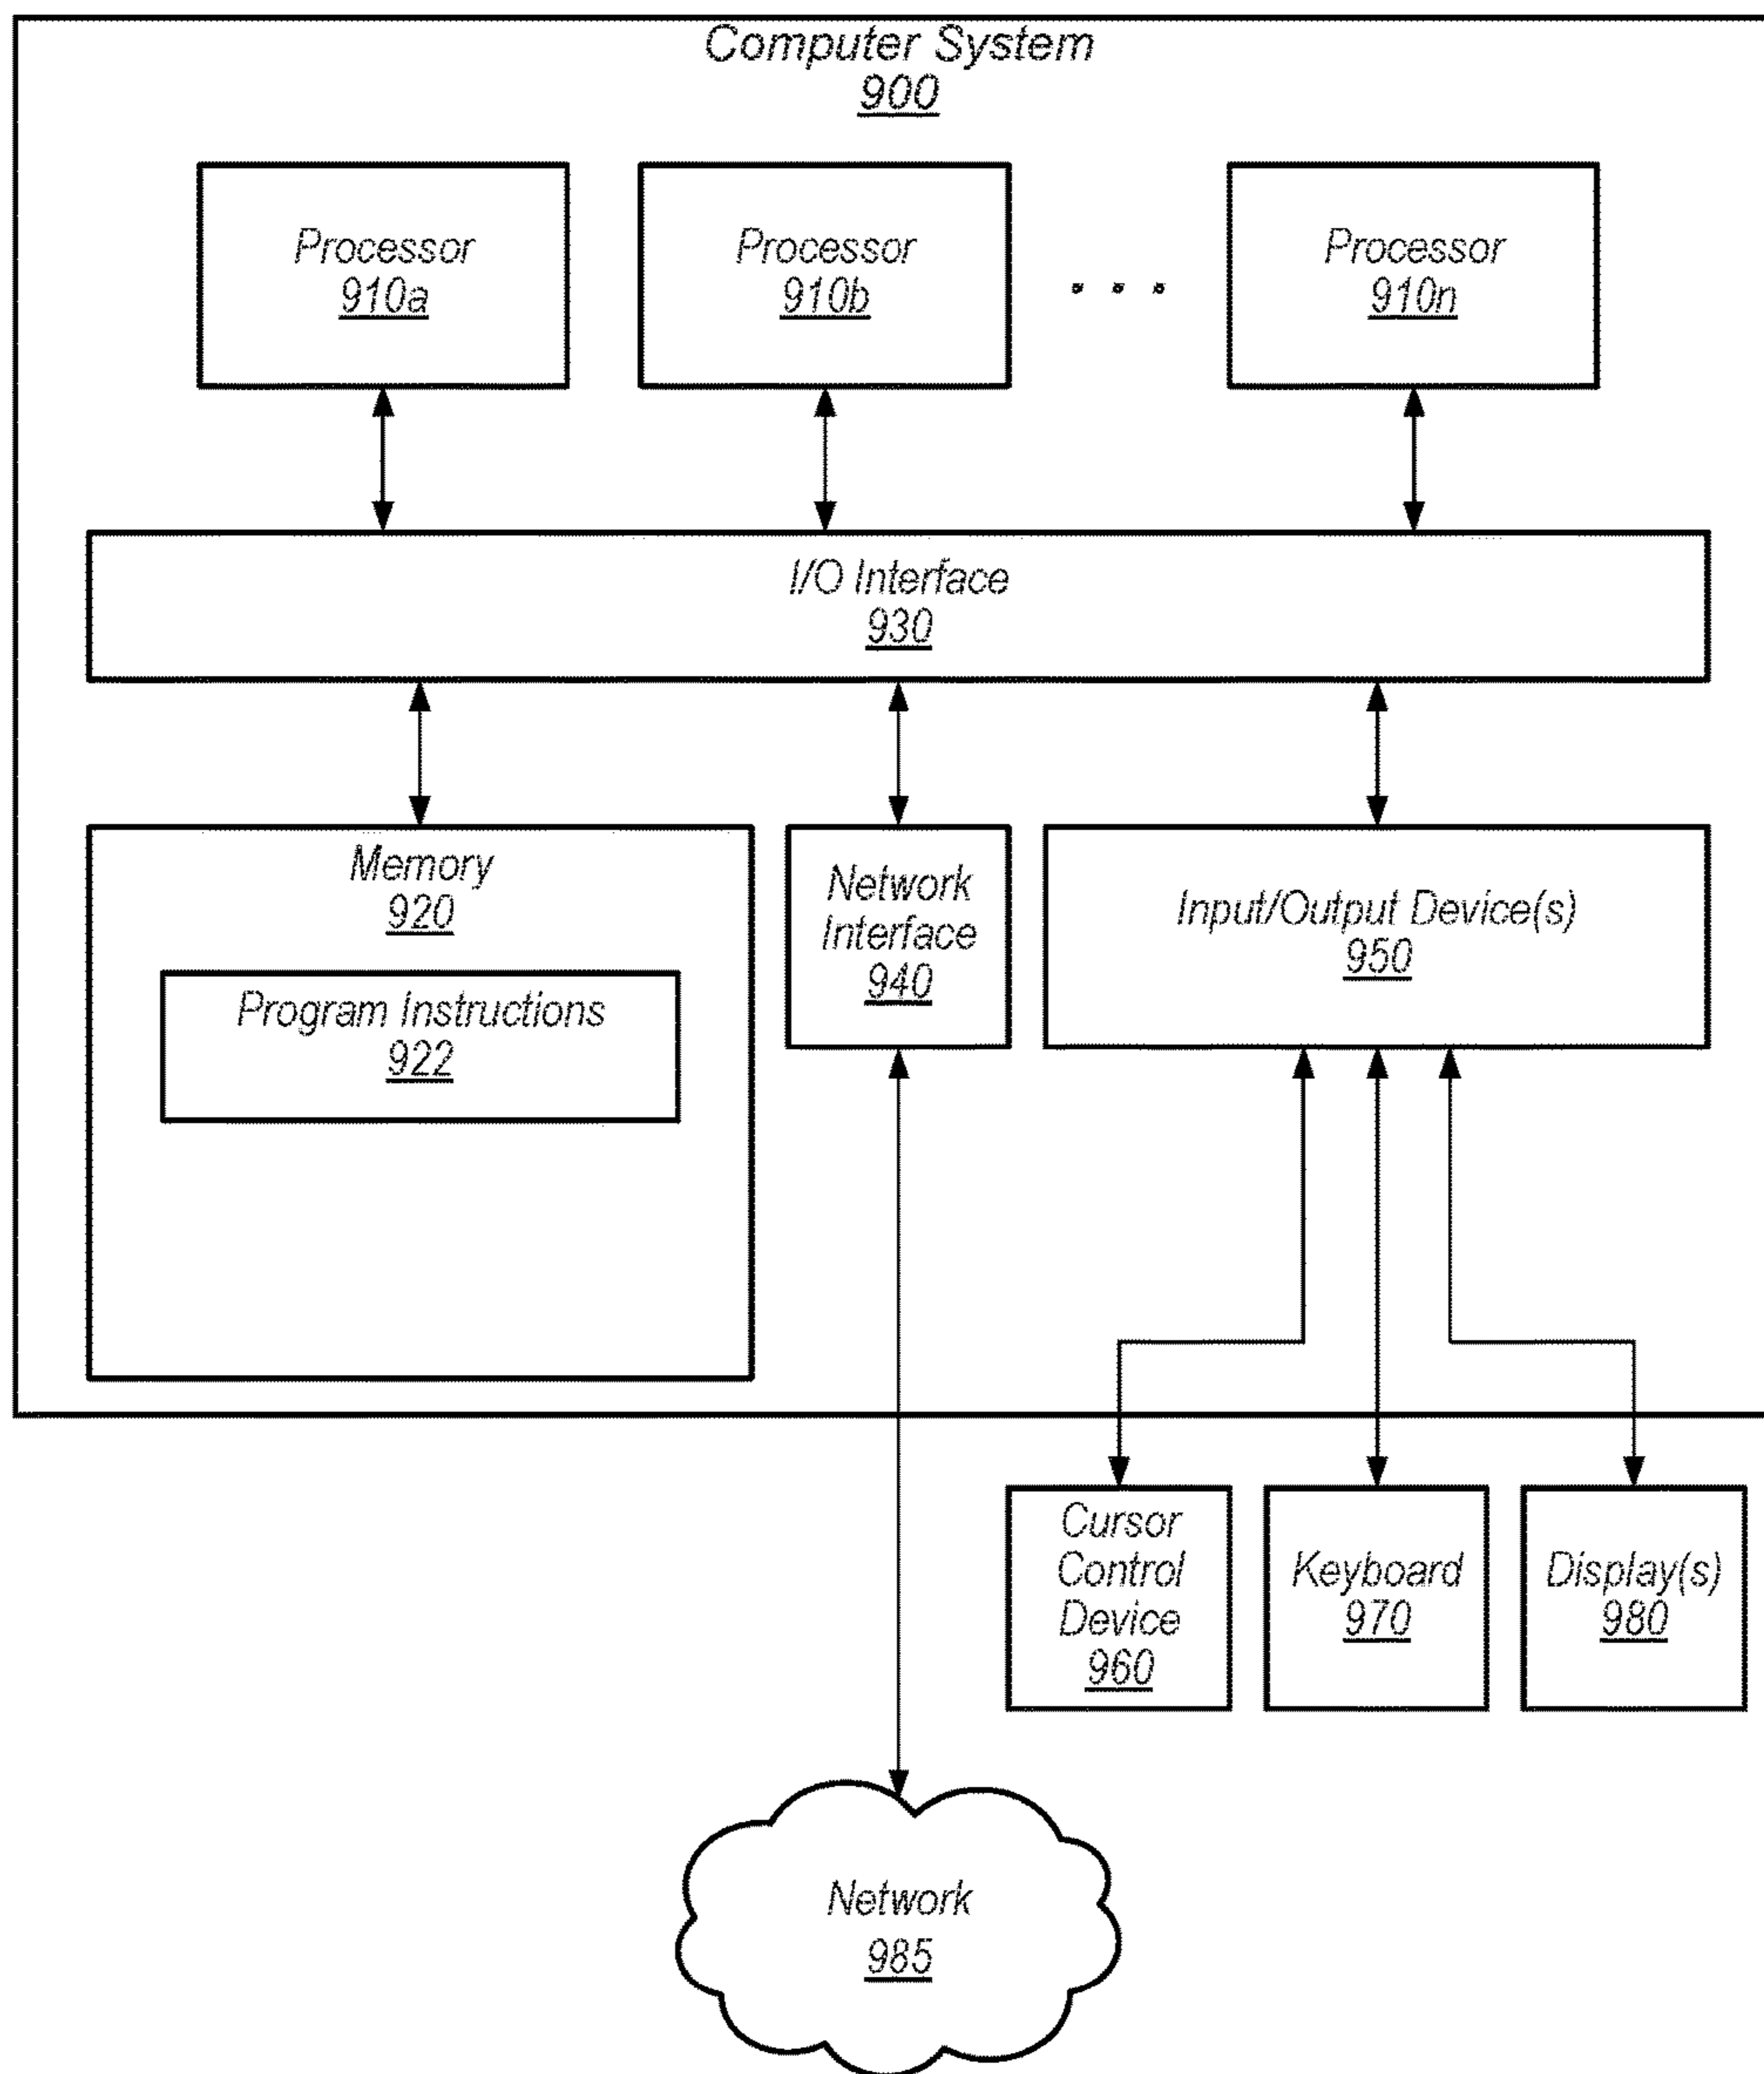 Computer System
900
Processor
910a
Processor
910b
. . .
Processor
910n
I/O Interface
930
Memory
920
Program Instructions
922
Network
Interface
940
Input/Output Device(s)
950
Cursor
Control
Device
960
Keyboard
970
Display(s)
980
Network
985